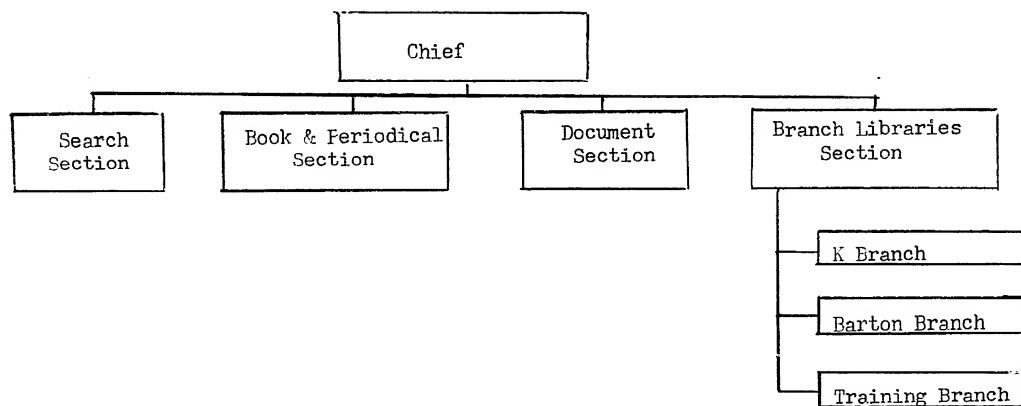 Chief
Search
Section
Book & Periodical
Section
Document
Section
Branch Libraries
Section
K Branch
Barton Branch
Training Branch